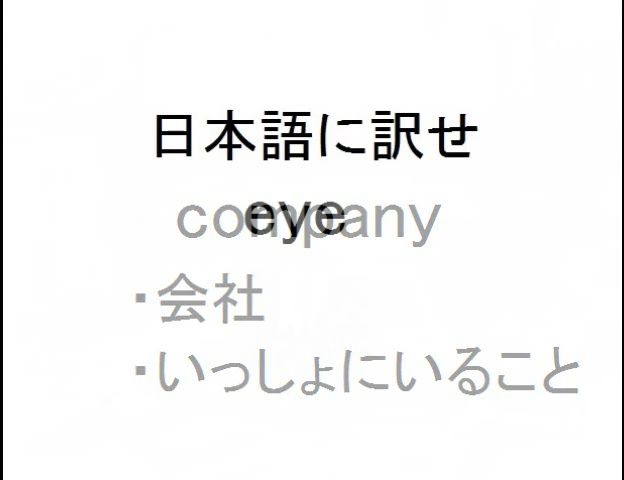 日本語に訳せ
company
eye
・会社
・いっしょにいること